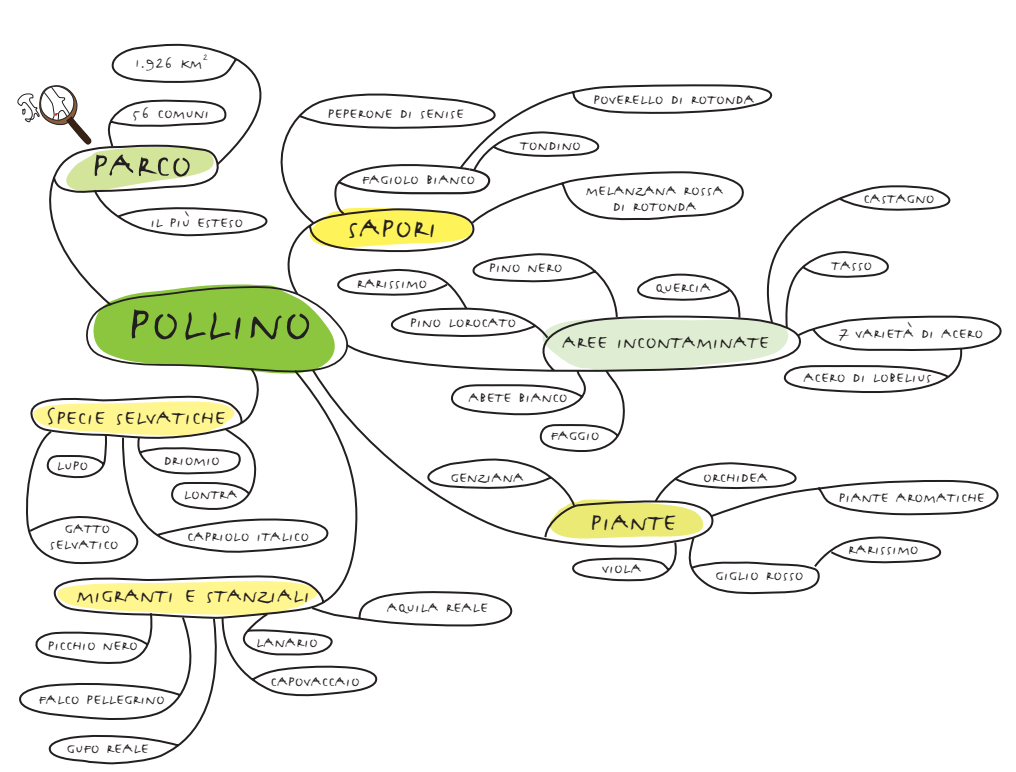 1.926 KM²
56 COMUNI
PARCO
IL PIÙ ESTESO
PEPERONE DI SENISE
POVERELLO DI ROTONDA
TONDINO
FAGIOLO BIANCO
MELANZANA ROSSA
DI ROTONDA
SAPORI
CASTAGNO
TASSO
PINO NERO
RARISSIMO
QUERCIA
PINO LOROCATO
POLLINO
AREE INCONTAMINATE
7 VARIETÀ DI ACERO
ACERO DI LOBELIUS
ABETE BIANCO
FAGGIO
SPECIE SELVATICHE
LUPO
DRIOMIO
LONTRA
GATTO
SELVATICO
CAPRIOLO ITALICO
GENZIANA
ORCHIDEA
PIANTE AROMATICHE
PIANTE
RARISSIMO
VIOLA
GIGLIO ROSSO
MIGRANTI E STANZIALI
AQUILA REALE
PICCHIO NERO
LANARIO
CAPOVACCAIO
FALCO PELLEGRINO
GUFO REALE